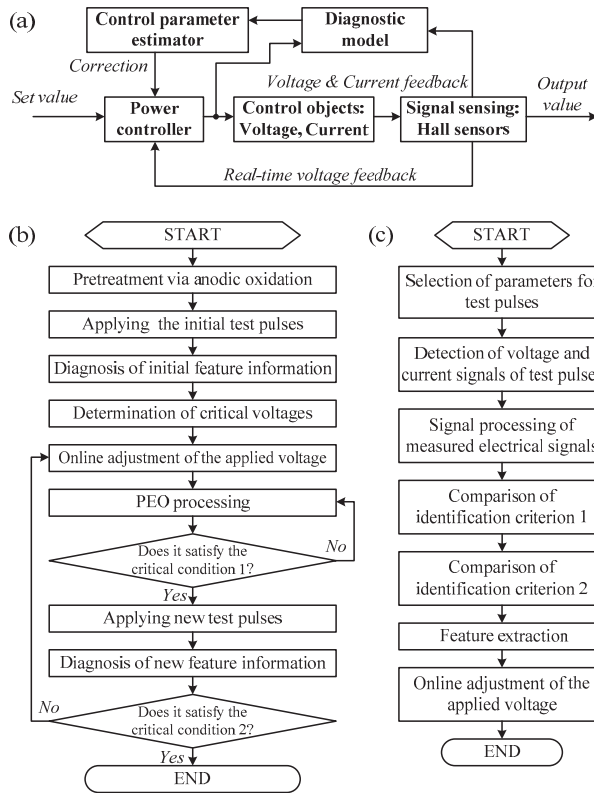 (a)
Control parameter
estimator
Diagnostic
model
Correction
Voltage & Current feedback
Set value
Output
value
Power
controller
Control objects:
Voltage, Current
Signal sensing:
Hall sensors
Real-time voltage feedback
(b)
START
Pretreatment via anodic oxidation
Applying the initial test pulses
Diagnosis of initial feature information
Determination of critical voltages
Online adjustment of the applied voltage
PEO processing
Does it satisfy the
critical condition 1?
No
Yes
Applying new test pulses
Diagnosis of new feature information
Does it satisfy the
critical condition 2?
No
Yes
END
(c)
START
Selection of parameters for
test pulses
Detection of voltage and
current signals of test pulse
Signal processing of
measured electrical signals
Comparison of
identification criterion 1
Comparison of
identification criterion 2
Feature extraction
Online adjustment of the
applied voltage
END